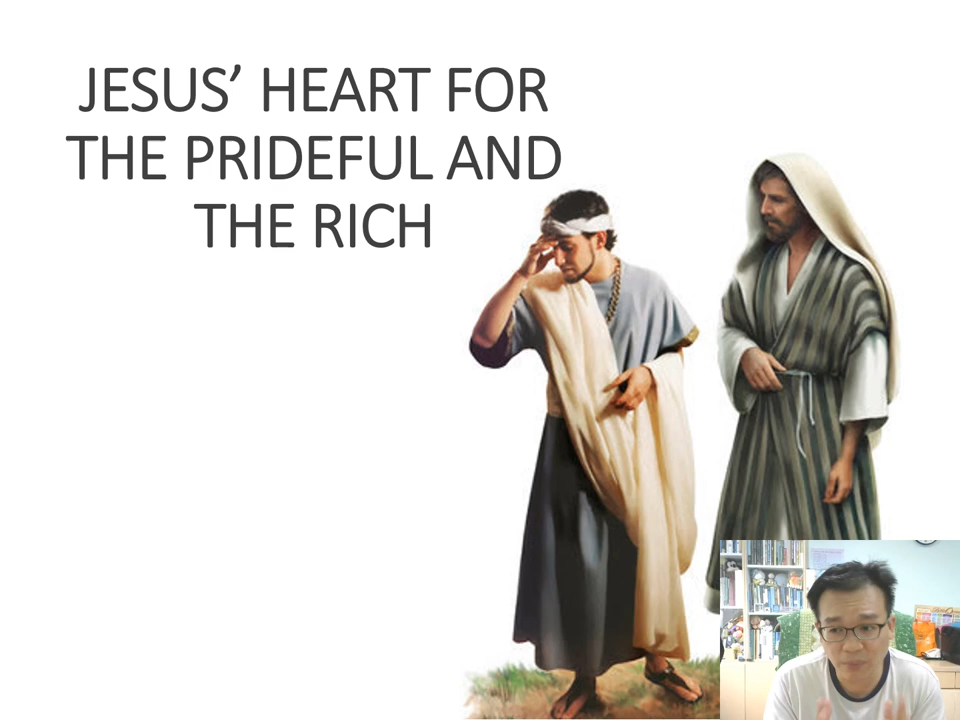 JESUS’ HEART FOR
THE PRIDEFUL AND
THE RICH